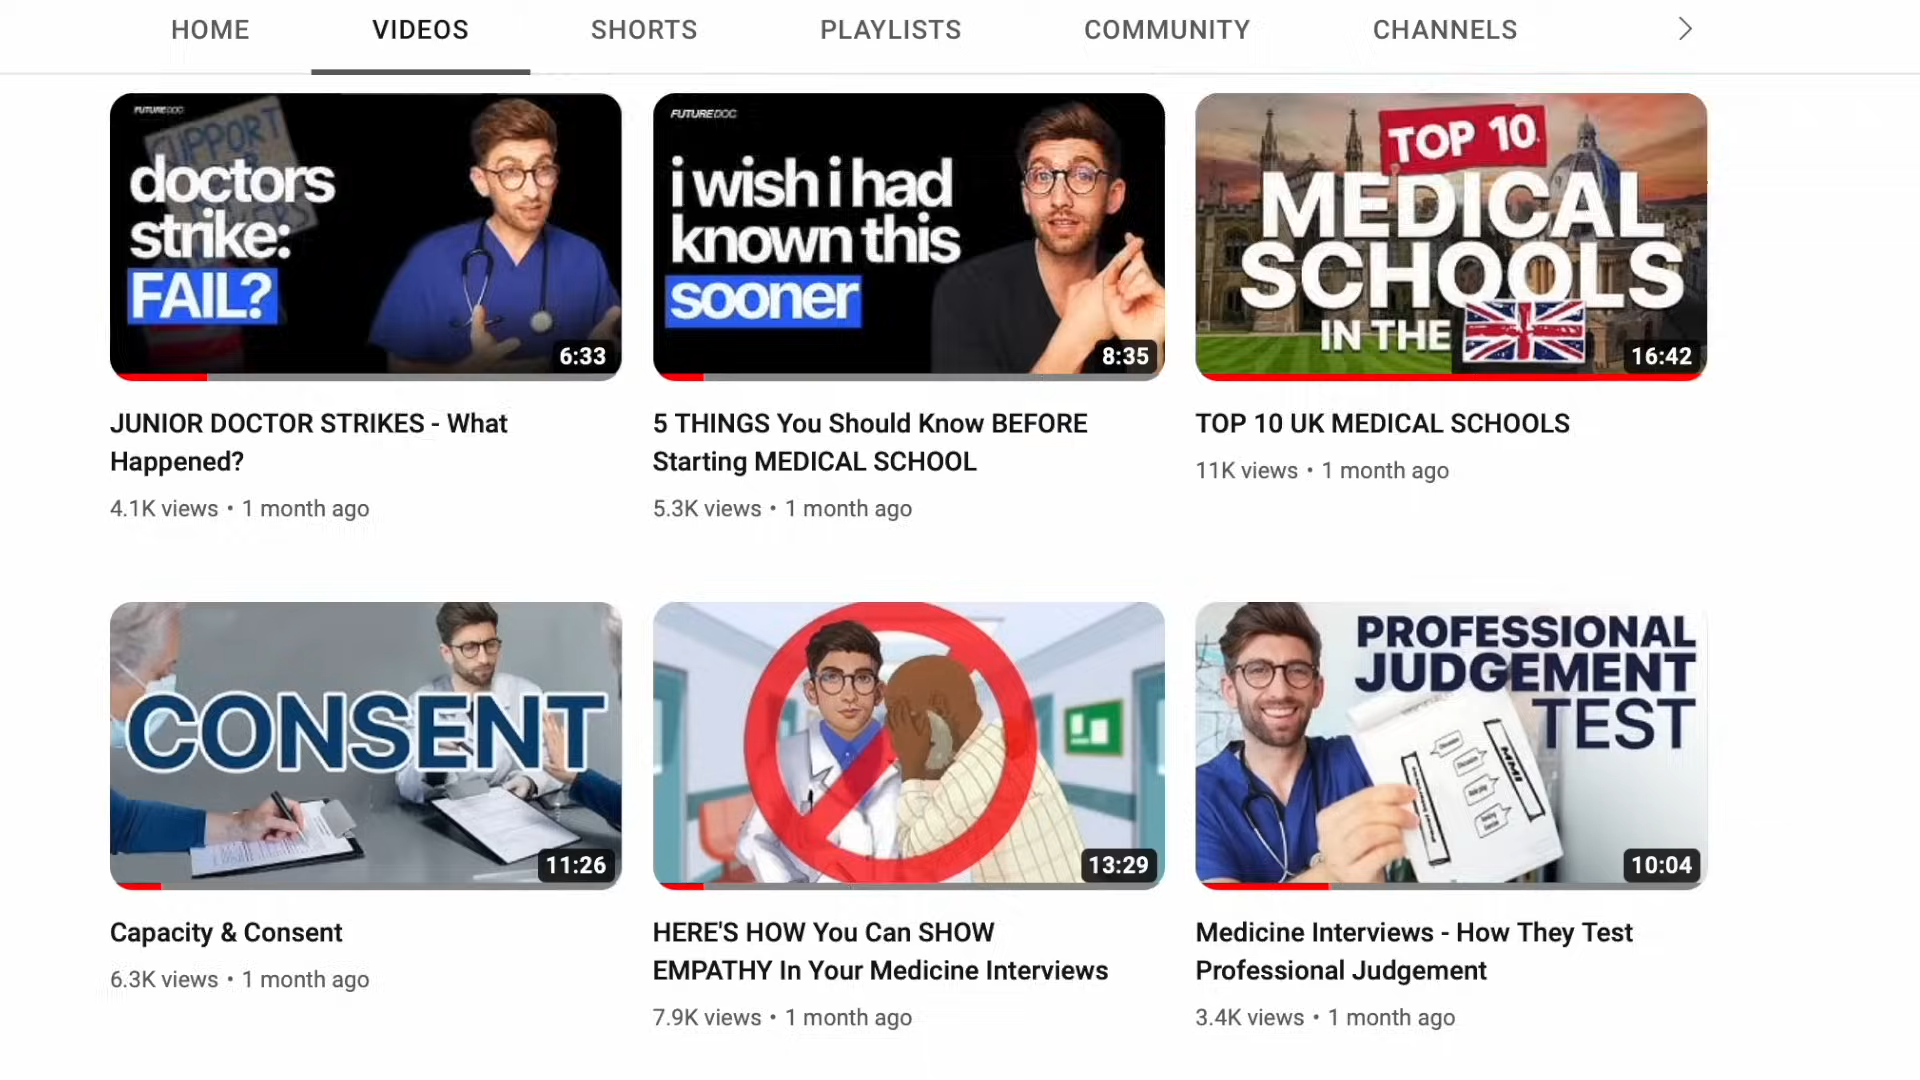 HOME VIDEOS SHORTS PLAYLISTS COMMUNITY CHANNELS
FUTUREDOC
SUPPORT
doctors
strike:
FAIL?
6:33
FUTUREDOC
i wish i had
known this
sooner
8:35
TOP 10
MEDICAL
SCHOOLS
IN THE
16:42
JUNIOR DOCTOR STRIKES - What
Happened?
4.1K views • 1 month ago
5 THINGS You Should Know BEFORE
Starting MEDICAL SCHOOL
5.3K views • 1 month ago
TOP 10 UK MEDICAL SCHOOLS
11K views • 1 month ago
CONSENT
11:26
13:29
PROFESSIONAL
JUDGEMENT
TEST
MMI
10:04
Capacity & Consent
6.3K views • 1 month ago
HERE'S HOW You Can SHOW
EMPATHY In Your Medicine Interviews
7.9K views • 1 month ago
Medicine Interviews - How They Test
Professional Judgement
3.4K views • 1 month ago